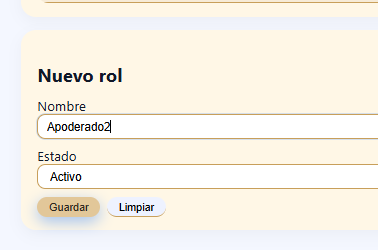 Nuevo rol
Nombre
Apoderado2
Estado
Activo
Guardar
Limpiar